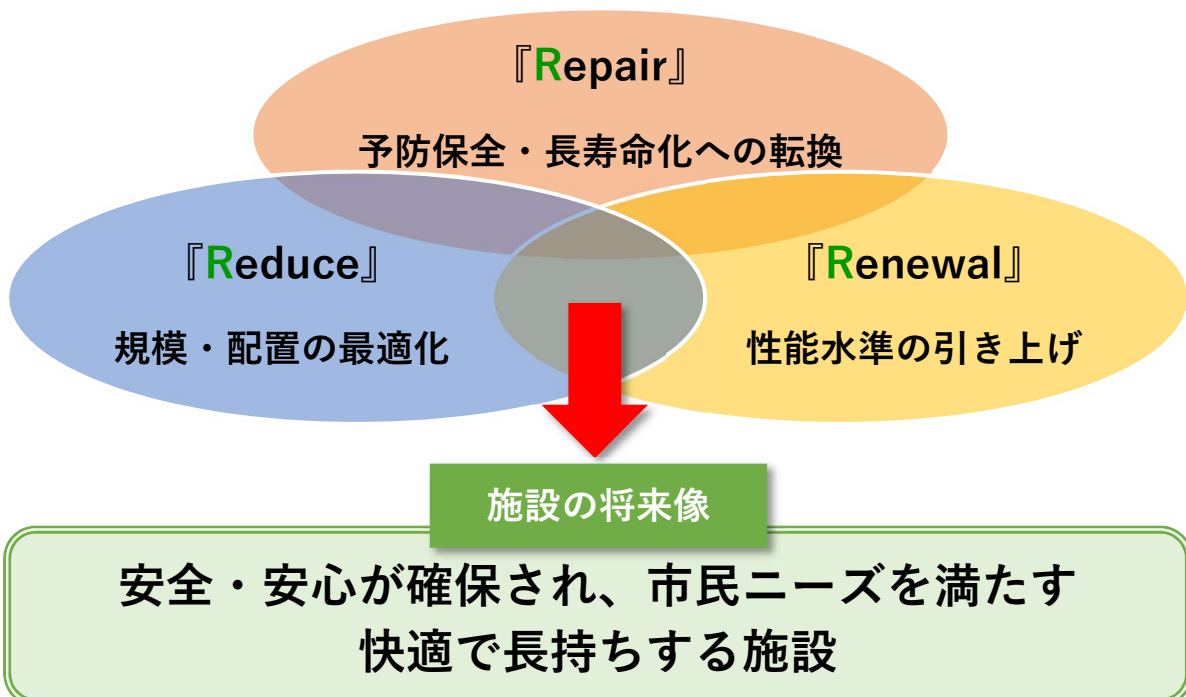 『Repair』
予防保全・長寿命化への転換
『Reduce』
規模・配置の最適化
『Renewal』
性能水準の引き上げ
施設の将来像
安全・安心が確保され、市民ニーズを満たす
快適で長持ちする施設